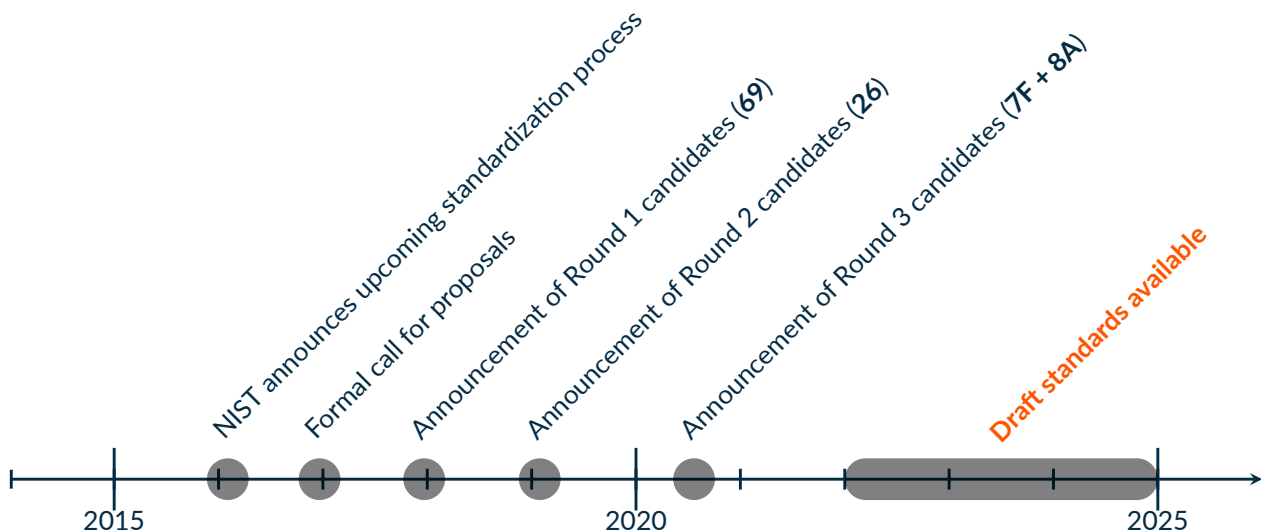 NIST announces upcoming standardization process
Formal call for proposals
Announcement of Round 1 candidates (69)
Announcement of Round 2 candidates (26)
Announcement of Round 3 candidates (7F + 8A)
Draft standards available
2015
2020
2025